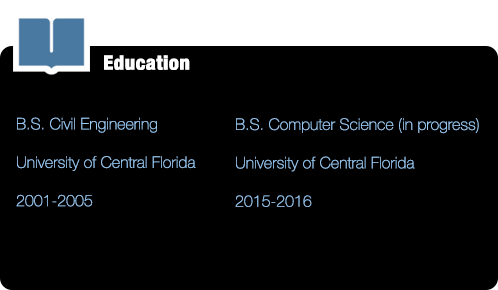 Education
B.S. Civil Engineering
University of Central Florida
2001-2005
B.S. Computer Science (in progress)
University of Central Florida
2015-2016